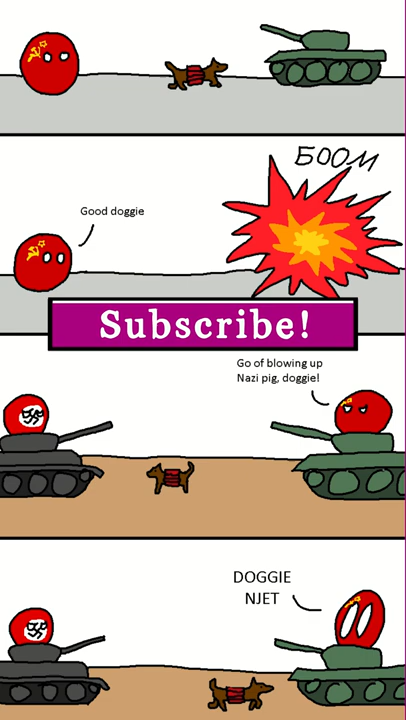 БООМ
Good doggie
Subscribe!
Go of blowing up
Nazi pig, doggie!
DOGGIE
NJET